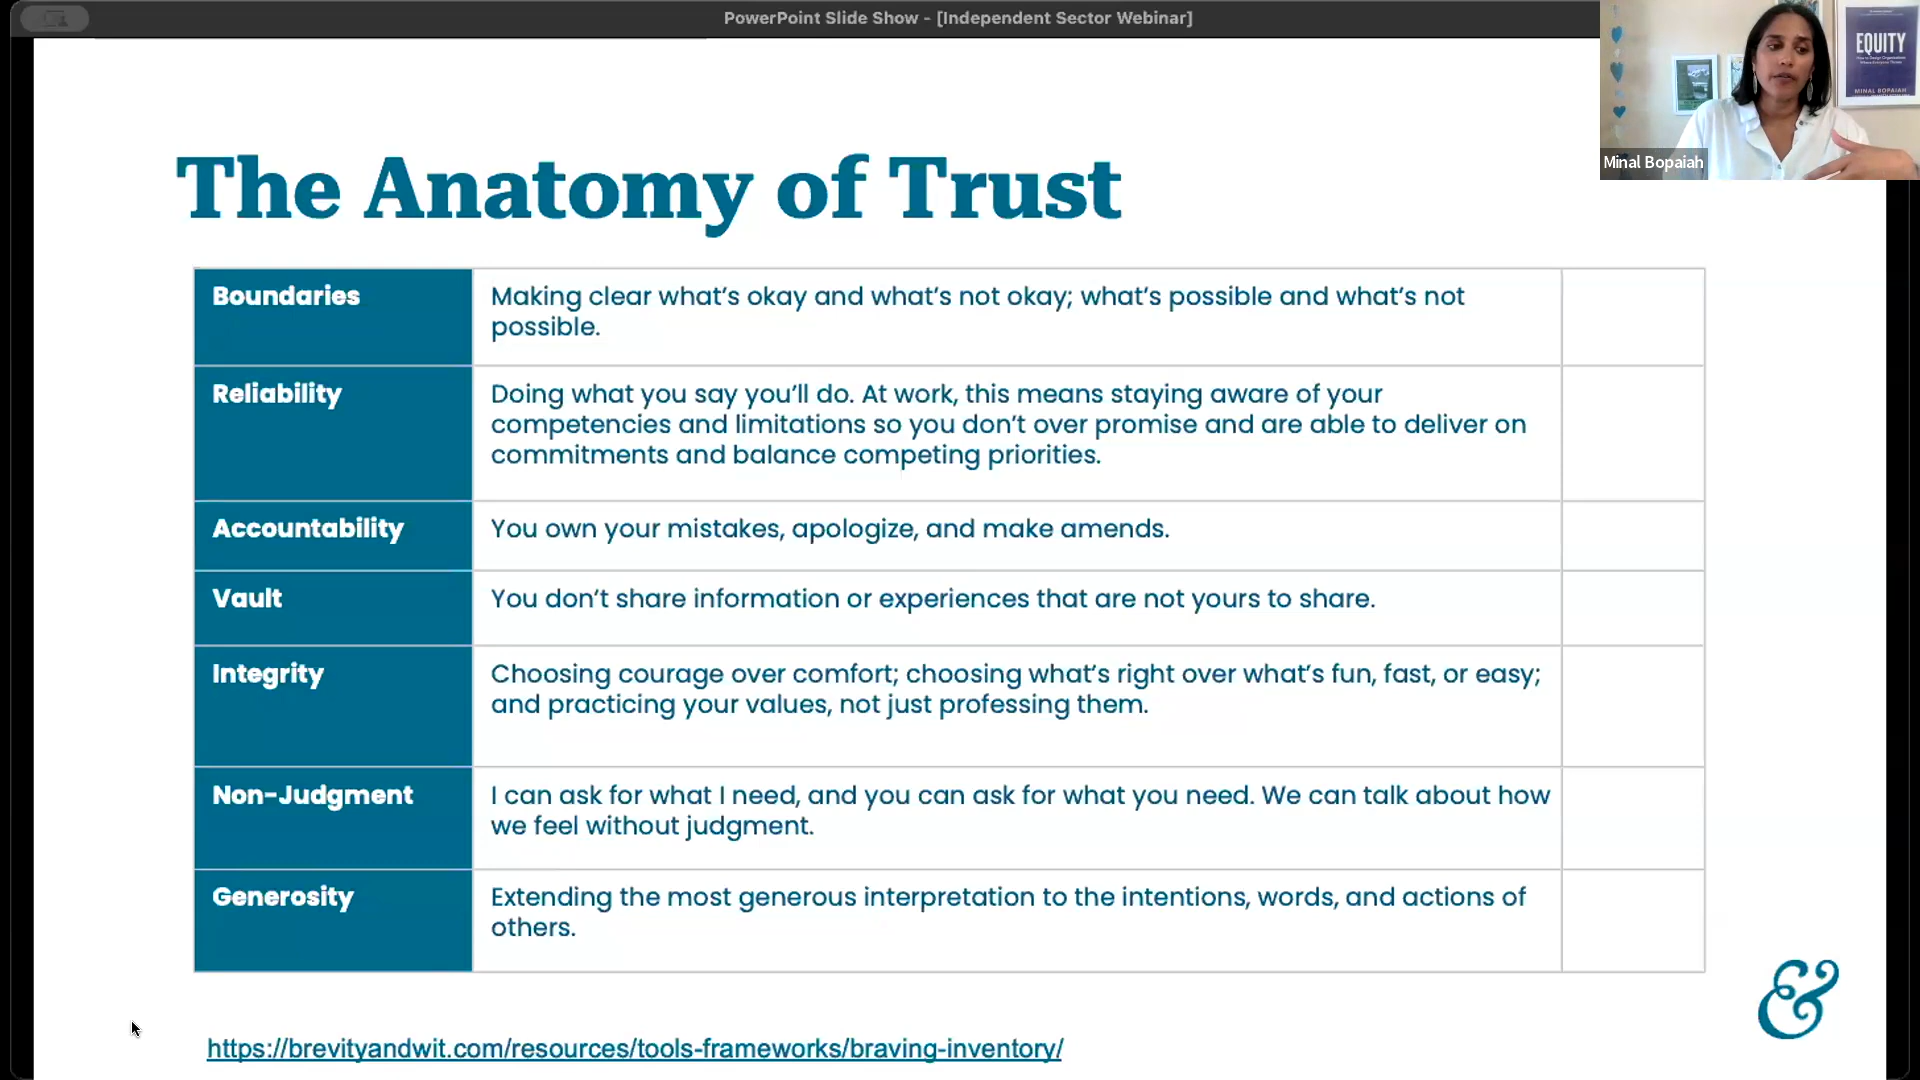 PowerPoint Slide Show - [Independent Sector Webinar]
EQUITY
MINAL BOPAIAH
Minal Bopaiah
The Anatomy of Trust
Boundaries
Making clear what's okay and what's not okay; what's possible and what's not
possible.
Reliability
Doing what you say you'll do. At work, this means staying aware of your
competencies and limitations so you don't over promise and are able to deliver on
commitments and balance competing priorities.
Accountability
You own your mistakes, apologize, and make amends.
Vault
You don't share information or experiences that are not yours to share.
Integrity
Choosing courage over comfort; choosing what's right over what's fun, fast, or easy;
and practicing your values, not just professing them.
Non-Judgment
I can ask for what I need, and you can ask for what you need. We can talk about how
we feel without judgment.
Generosity
Extending the most generous interpretation to the intentions, words, and actions of
others.
&
https://brevityandwit.com/resources/tools-frameworks/braving-inventory/